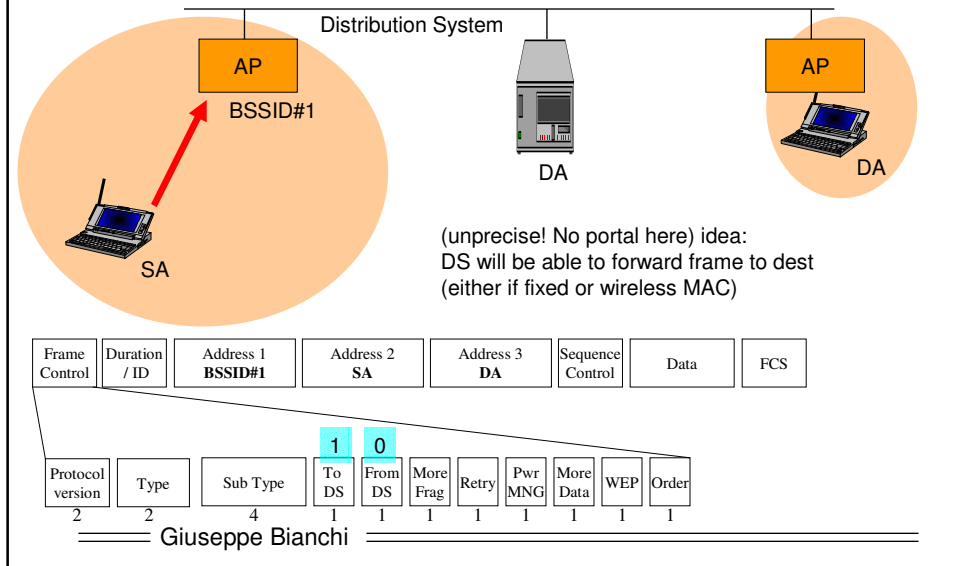 Distribution System
AP
AP
BSSID#1
DA
DA
SA
(unprecise! No portal here) idea:
DS will be able to forward frame to dest
(either if fixed or wireless MAC)
Frame
Control
Duration
/ ID
Address 1
BSSID#1
Address 2
SA
Address 3
DA
Sequence
Control
Data
FCS
1
0
Protocol
version
Type
Sub Type
To
DS
From
DS
More
Frag
Retry
Pwr
MNG
More
Data
WEP
Order
2
2
4
1
1
1
1
1
1
1
1
Giuseppe Bianchi